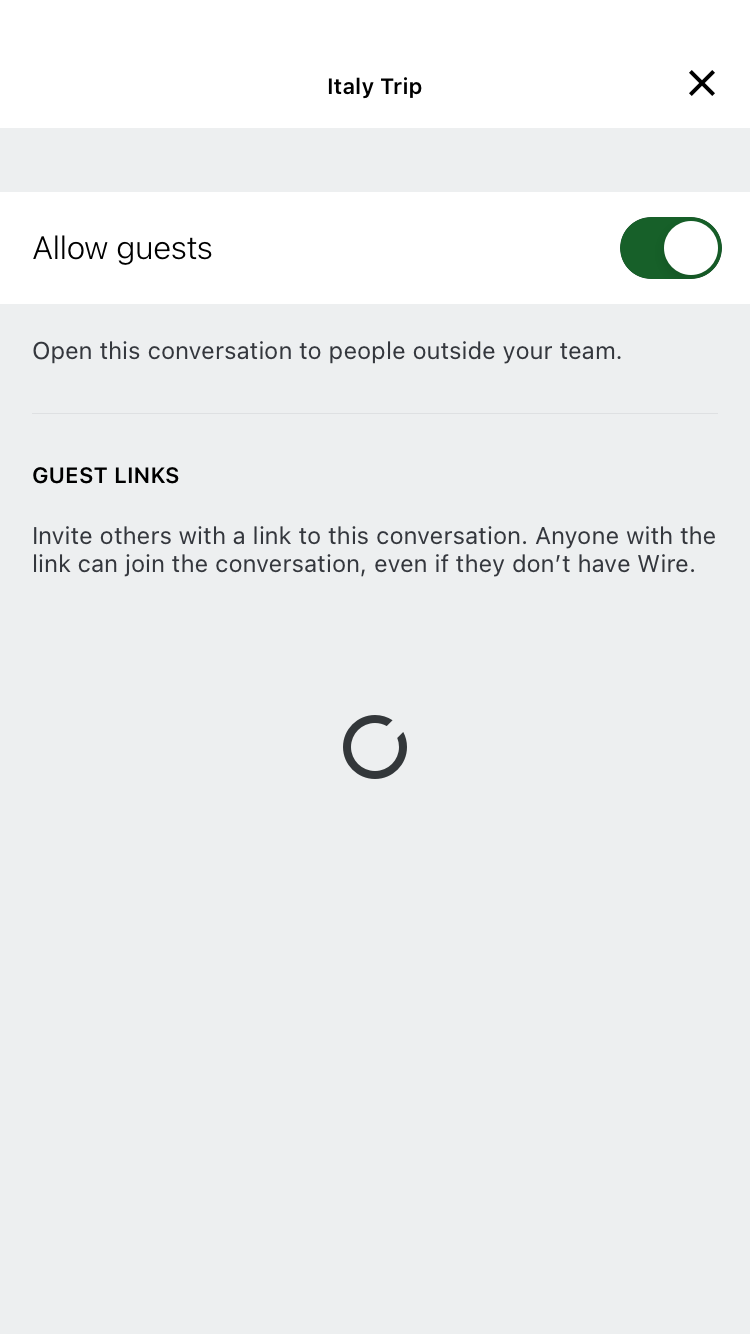 Italy Trip
Allow guests
Open this conversation to people outside your team.
GUEST LINKS
Invite others with a link to this conversation. Anyone with the
link can join the conversation, even if they don’t have Wire.